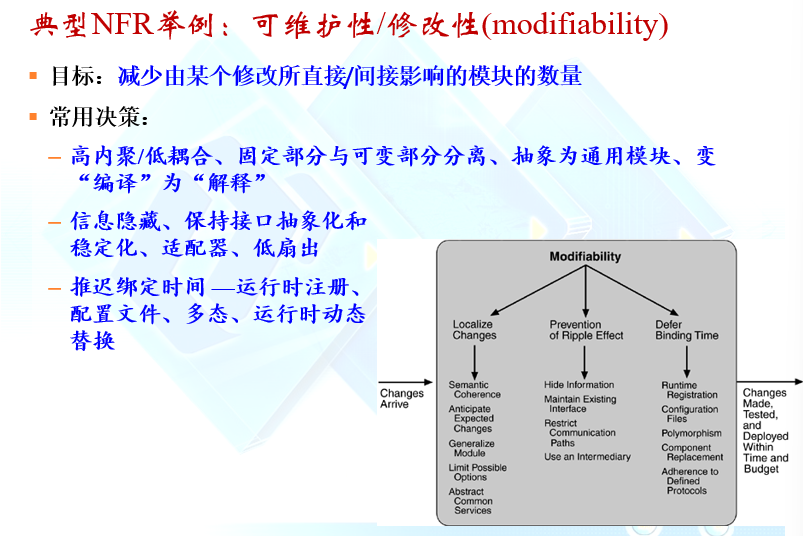 典型NFR举例：可维护性/修改性(modifiability)
目标：减少由某个修改所直接/间接影响的模块的数量
常用决策：
– 高内聚/低耦合、固定部分与可变部分分离、抽象为通用模块、变
“编译”为“解释”
– 信息隐藏、保持接口抽象化和
稳定化、适配器、低扇出
– 推迟绑定时间 —运行时注册、
配置文件、多态、运行时动态
替换
Modifiability
Localize
Changes
Prevention
of Ripple Effect
Defer
Binding Time
Changes
Arrive
Semantic
Coherence
Anticipate
Expected
Changes
Generalize
Module
Limit Possible
Options
Abstract
Common
Services
Hide Information
Maintain Existing
Interface
Restrict
Communication
Paths
Use an Intermediary
Runtime
Registration
Configuration
Files
Polymorphism
Component
Replacement
Adherence to
Defined
Protocols
Changes
Made,
Tested,
and
Deployed
Within
Time and
Budget